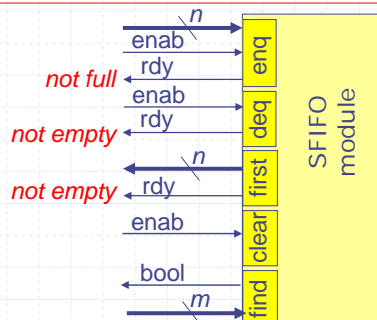 n
enab
rdy
not full
enq
enab
rdy
not empty
deq
n
rdy
not empty
first
enab
clear
bool
m
find
SFIFO
module